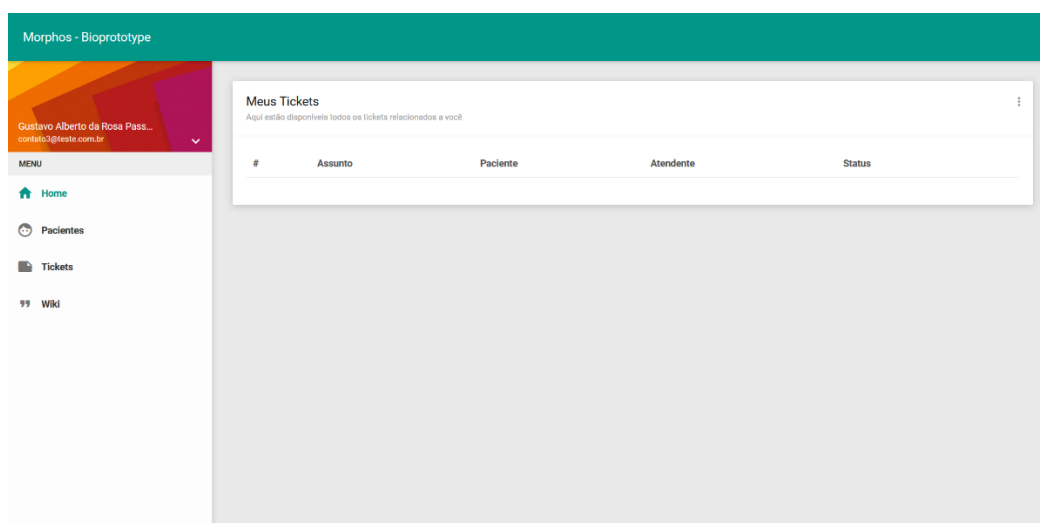 Morphos - Bioprototype
Gustavo Alberto da Rosa Pass...
contato3@teste.com.br
MENU
Home
Pacientes
Tickets
Wiki
Meus Tickets
Aqui estão disponíveis todos os tickets relacionados a você
# Assunto Paciente Atendente Status